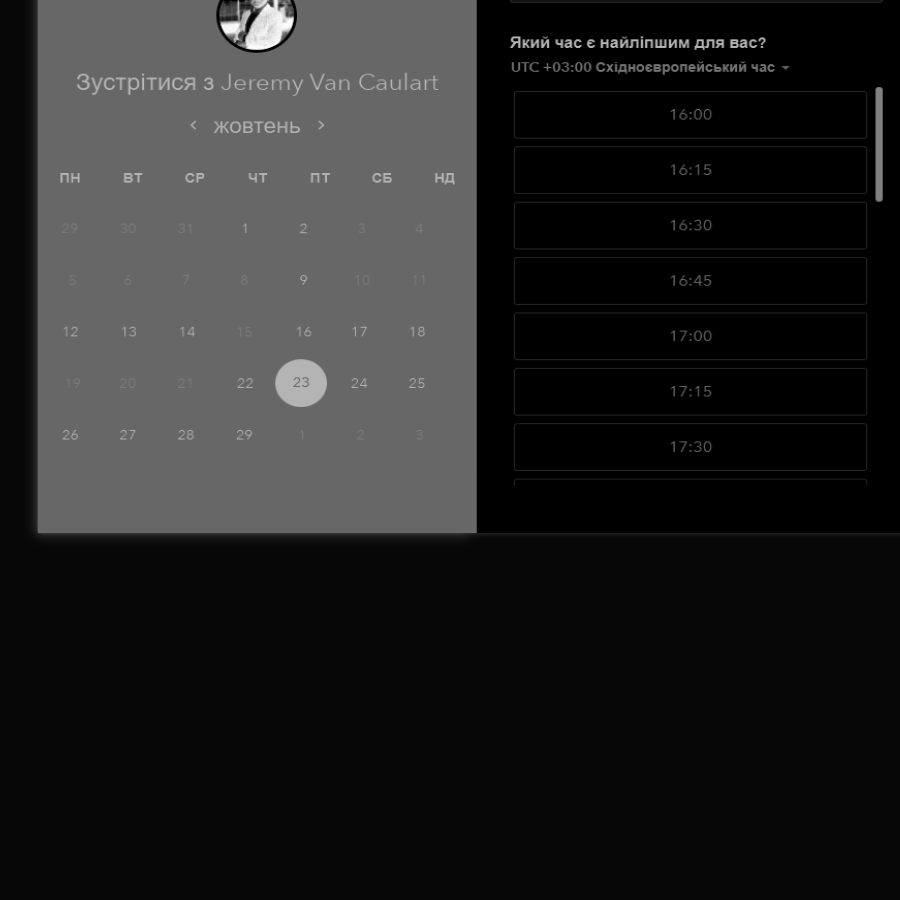 Зустрітися з Jeremy Van Caulart
жовтень
ПН ВТ СР ЧТ ПТ СБ НД
29 30 31 1 2 3 4
5 6 7 8 9 10 11
12 13 14 15 16 17 18
19 20 21 22 23 24 25
26 27 28 29 1 2 3
Який час є найліпшим для вас?
UTC +03:00 Східноєвропейський час
16:00
16:15
16:30
16:45
17:00
17:15
17:30